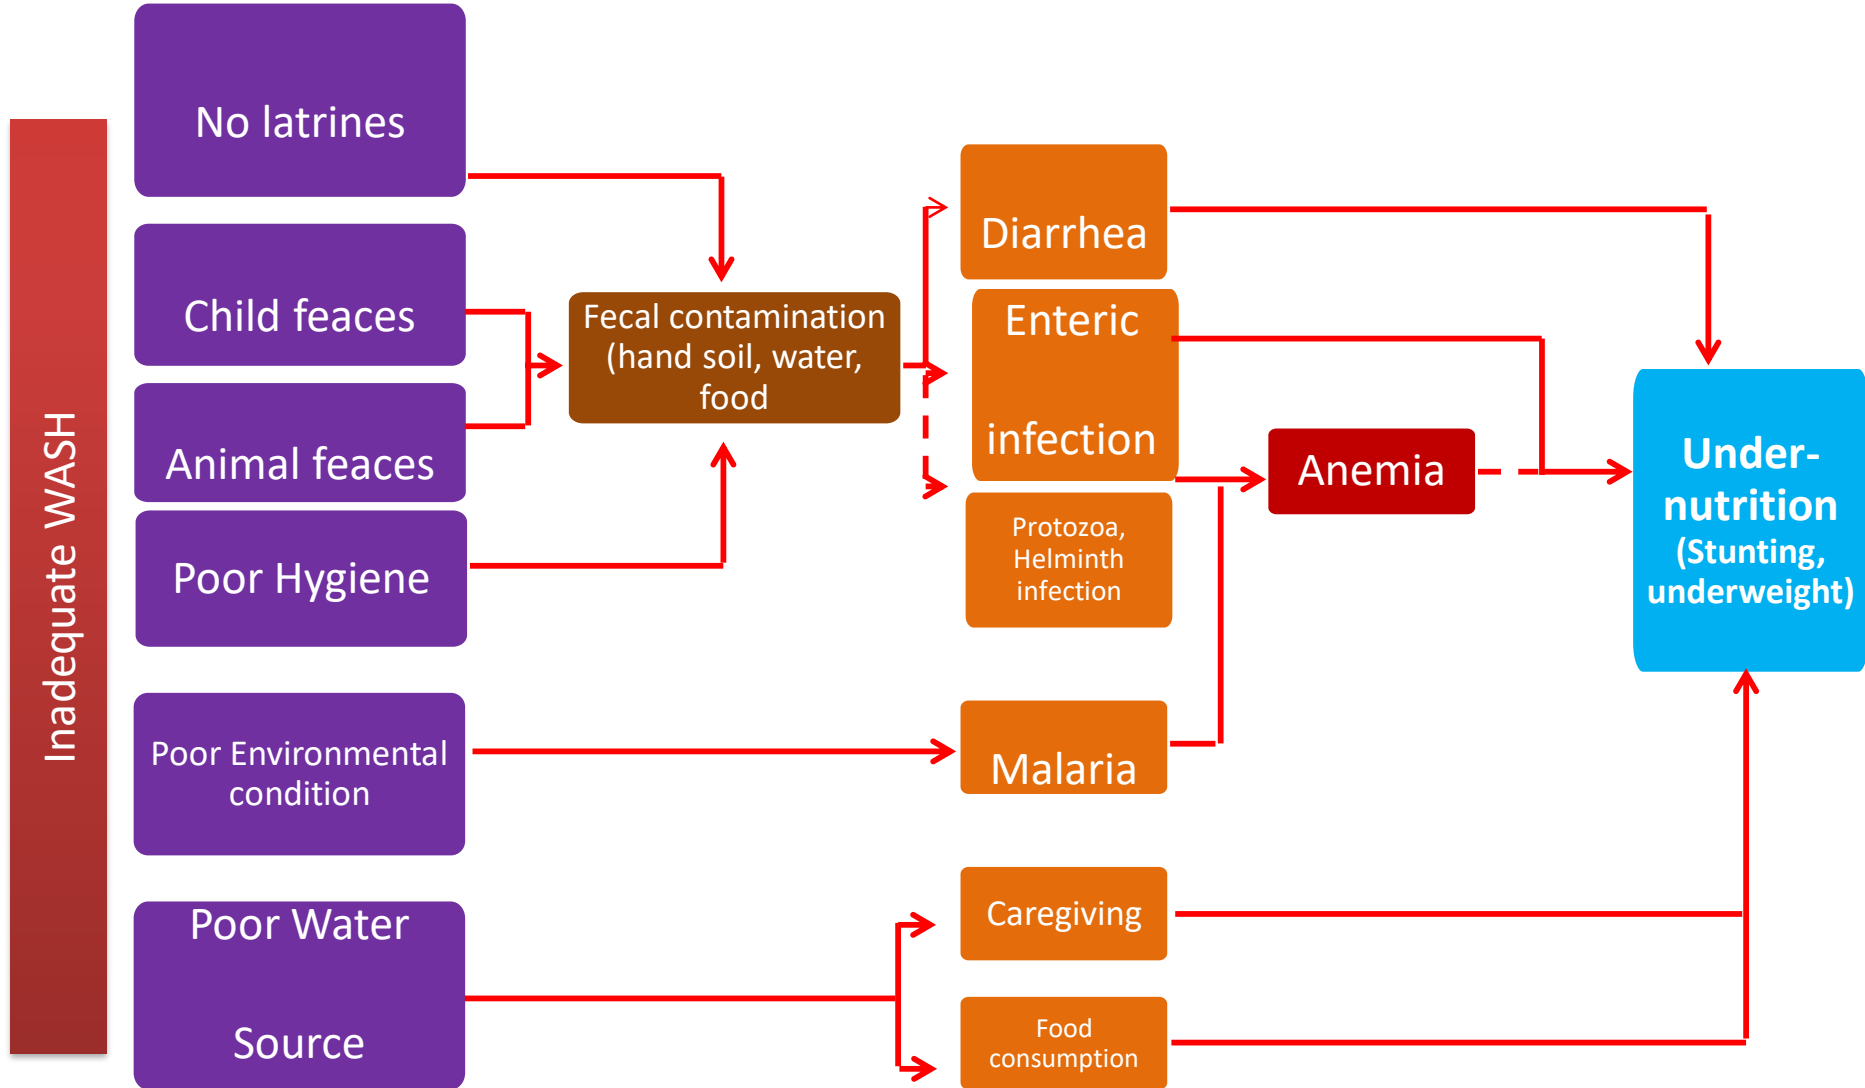 Inadequate WASH
No latrines
Child feaces
Animal feaces
Poor Hygiene
Poor Environmental
condition
Poor Water
Source
Fecal contamination
(hand soil, water,
food
Diarrhea
Enteric
infection
Protozoa,
Helminth
infection
Malaria
Caregiving
Food
consumption
Anemia
Under-
nutrition
(Stunting,
underweight)